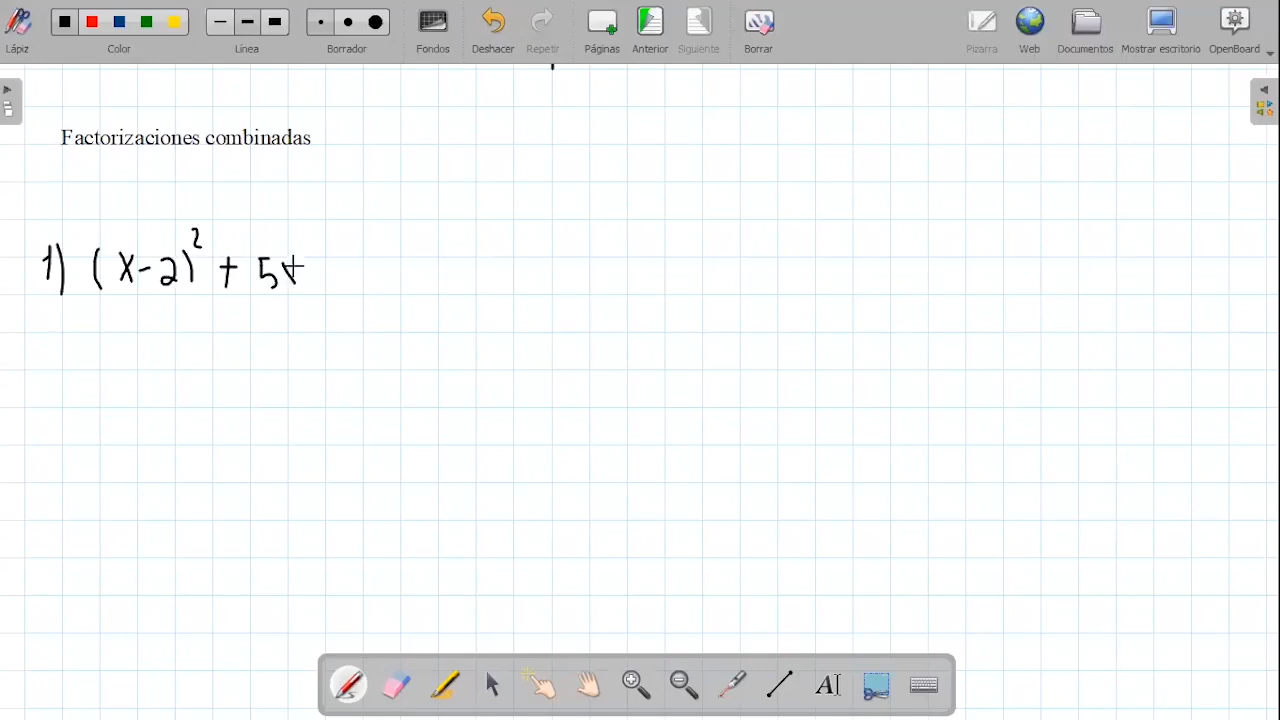 Lápiz Color Línea Borrador Fondos Deshacer Repetir Páginas Anterior Siguiente Borrar Pizarra Web Documentos Mostrar escritorio OpenBoard
Factorizaciones combinadas
1) (x-2)² + 5x